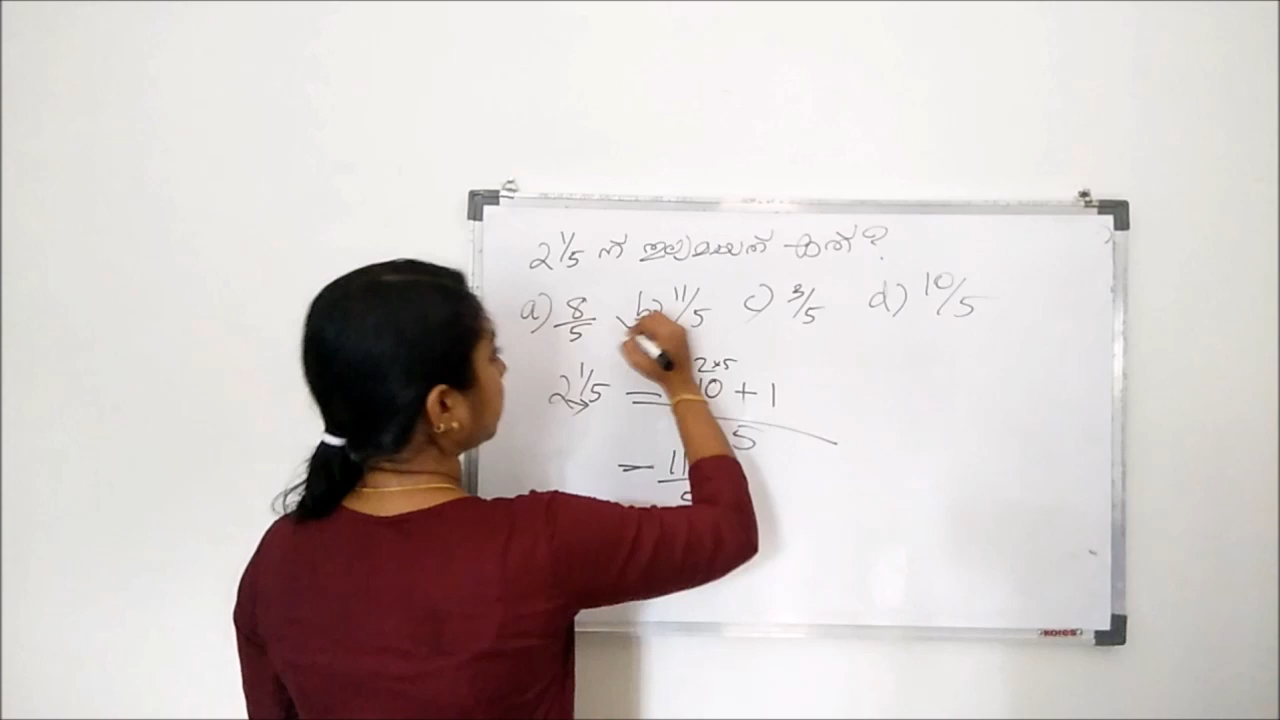 2 1/5 ന് തുല്യമായത് ഏത്?
a) 8/5 b) 11/5 c) 3/5 d) 10/5
2×5
2 1/5 = 10 + 1
5
= 11
kores